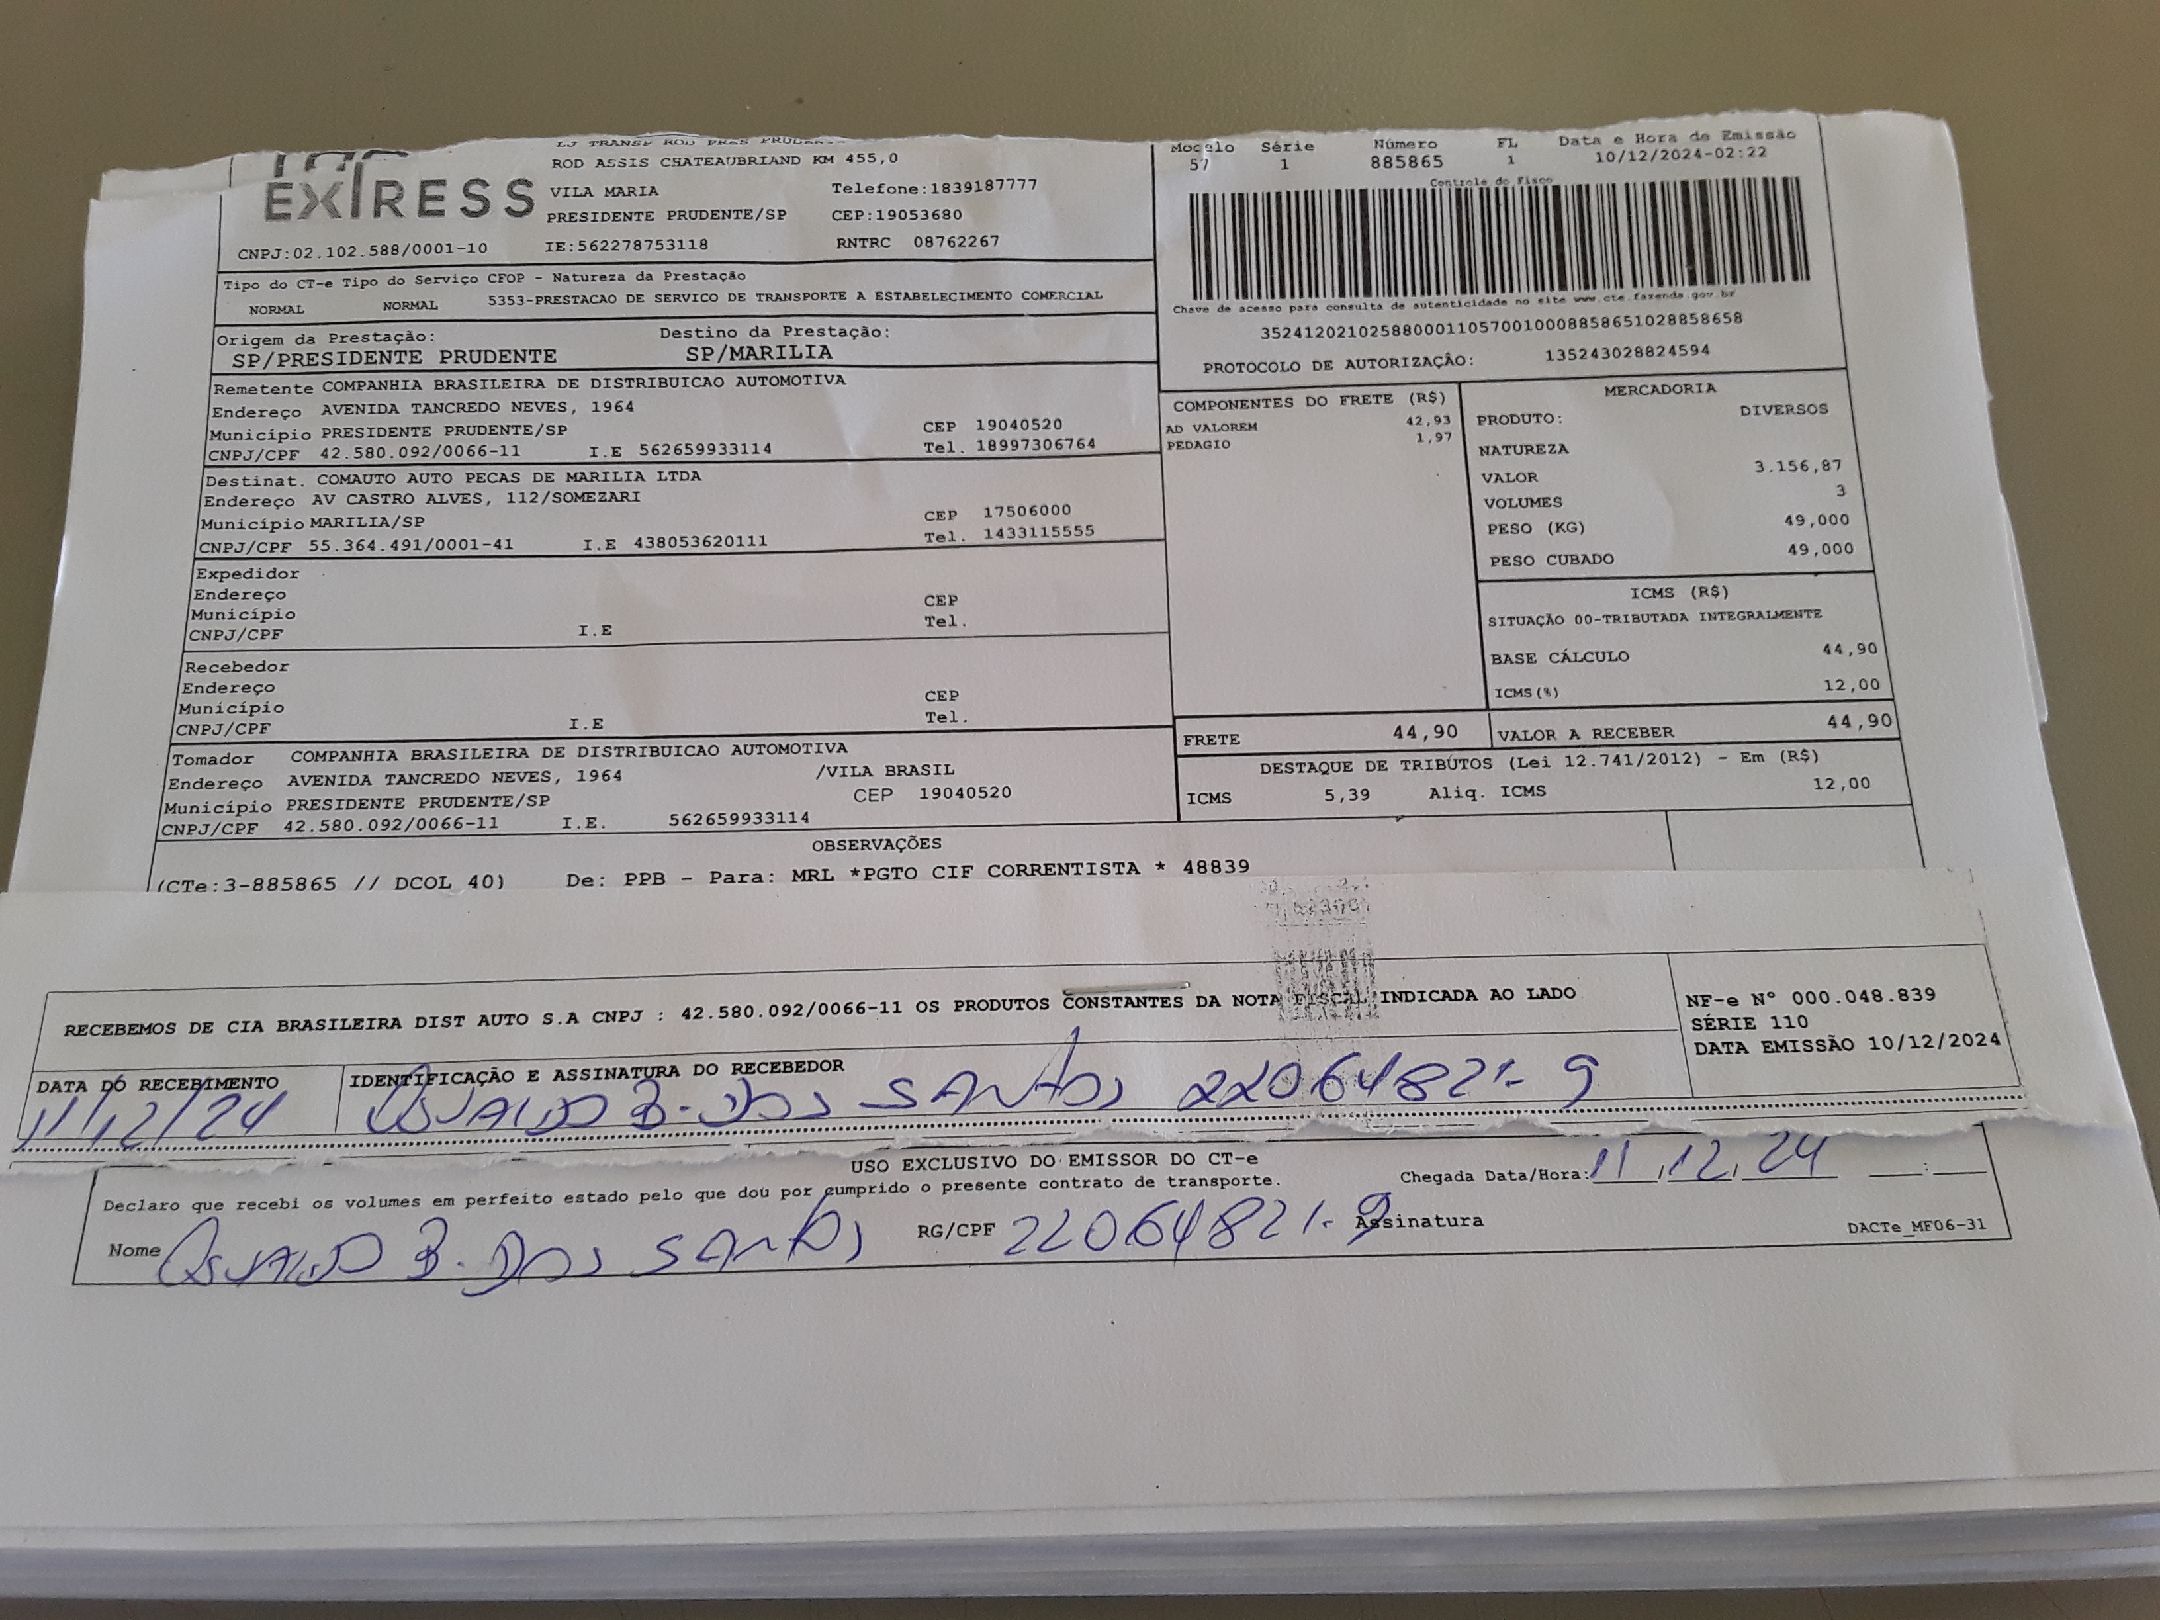 EXPRESS
ROD ASSIS CHATEAUBRIAND KM 455,0
VILA MARIA Telefone:1839187777
PRESIDENTE PRUDENTE/SP CEP:19053680
CNPJ:02.102.588/0001-10 IE:562278753118 RNTRC 08762267
Modelo Série Número FL Data e Hora de Emissão
57 1 885865 1 10/12/2024-02:22
Controle do Fisco
Chave de acesso para consulta de autenticidade no site www.cte.fazenda.gov.br
35241202102588000110570010008858651028858658
PROTOCOLO DE AUTORIZAÇÃO: 135243028824594
Tipo do CT-e Tipo do Serviço CFOP - Natureza da Prestação
NORMAL NORMAL 5353-PRESTACAO DE SERVICO DE TRANSPORTE A ESTABELECIMENTO COMERCIAL
Origem da Prestação: Destino da Prestação:
SP/PRESIDENTE PRUDENTE SP/MARILIA
Remetente COMPANHIA BRASILEIRA DE DISTRIBUICAO AUTOMOTIVA
Endereço AVENIDA TANCREDO NEVES, 1964
Município PRESIDENTE PRUDENTE/SP CEP 19040520
CNPJ/CPF 42.580.092/0066-11 I.E 562659933114 Tel. 18997306764
Destinat. COMAUTO AUTO PECAS DE MARILIA LTDA
Endereço AV CASTRO ALVES, 112/SOMEZARI
Município MARILIA/SP CEP 17506000
CNPJ/CPF 55.364.491/0001-41 I.E 438053620111 Tel. 1433115555
Expedidor
Endereço
Município CEP
CNPJ/CPF I.E Tel.
Recebedor
Endereço
Município CEP
CNPJ/CPF I.E Tel.
Tomador COMPANHIA BRASILEIRA DE DISTRIBUICAO AUTOMOTIVA
Endereço AVENIDA TANCREDO NEVES, 1964 /VILA BRASIL
Município PRESIDENTE PRUDENTE/SP CEP 19040520
CNPJ/CPF 42.580.092/0066-11 I.E. 562659933114
COMPONENTES DO FRETE (R$)
AD VALOREM 42,93
PEDAGIO 1,97
MERCADORIA
PRODUTO: DIVERSOS
NATUREZA
VALOR 3.156,87
VOLUMES 3
PESO (KG) 49,000
PESO CUBADO 49,000
ICMS (R$)
SITUAÇÃO 00-TRIBUTADA INTEGRALMENTE
BASE CÁLCULO 44,90
ICMS(%) 12,00
FRETE 44,90 VALOR A RECEBER 44,90
DESTAQUE DE TRIBUTOS (Lei 12.741/2012) - Em (R$)
ICMS 5,39 Aliq. ICMS 12,00
OBSERVAÇÕES
(CTe:3-885865 // DCOL 40) De: PPB - Para: MRL *PGTO CIF CORRENTISTA * 48839
RECEBEMOS DE CIA BRASILEIRA DIST AUTO S.A CNPJ : 42.580.092/0066-11 OS PRODUTOS CONSTANTES DA NOTA FISCAL INDICADA AO LADO
NF-e Nº 000.048.839
SÉRIE 110
DATA EMISSÃO 10/12/2024
DATA DO RECEBIMENTO IDENTIFICAÇÃO E ASSINATURA DO RECEBEDOR
11/12/24 OSVALDO B. DOS SANTOS 22064821-9
USO EXCLUSIVO DO EMISSOR DO CT-e
Declaro que recebi os volumes em perfeito estado pelo que dou por cumprido o presente contrato de transporte. Chegada Data/Hora: 11/12/24 :
Nome OSVALDO B. DOS SANTOS RG/CPF 22064821-9 Assinatura
DACTe_MF06-31